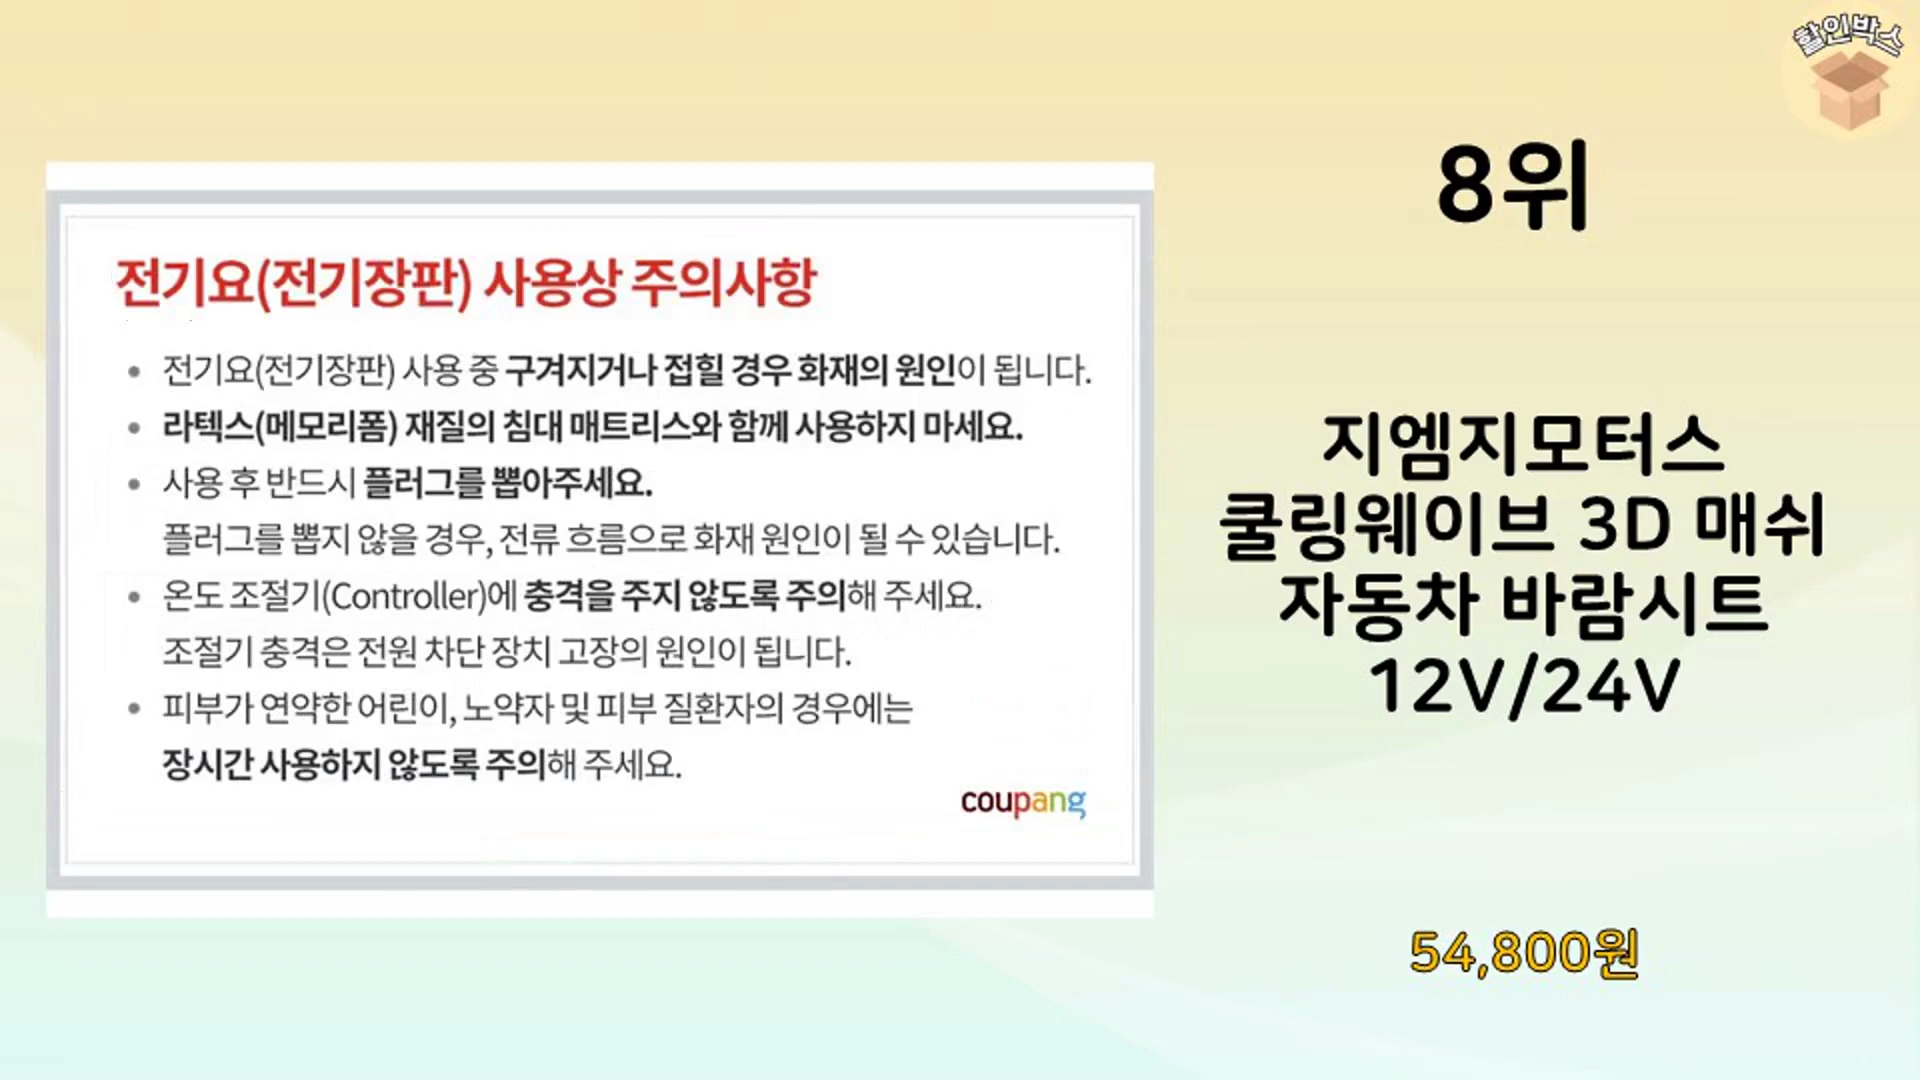 할인박스
8위
전기요(전기장판) 사용상 주의사항
전기요(전기장판) 사용 중 구겨지거나 접힐 경우 화재의 원인이 됩니다.
라텍스(메모리폼) 재질의 침대 매트리스와 함께 사용하지 마세요.
사용 후 반드시 플러그를 뽑아주세요.
플러그를 뽑지 않을 경우, 전류 흐름으로 화재 원인이 될 수 있습니다.
온도 조절기(Controller)에 충격을 주지 않도록 주의해 주세요.
조절기 충격은 전원 차단 장치 고장의 원인이 됩니다.
피부가 연약한 어린이, 노약자 및 피부 질환자의 경우에는
장시간 사용하지 않도록 주의해 주세요.
coupang
지엠지모터스
쿨링웨이브 3D 매쉬
자동차 바람시트
12V/24V
54,800원